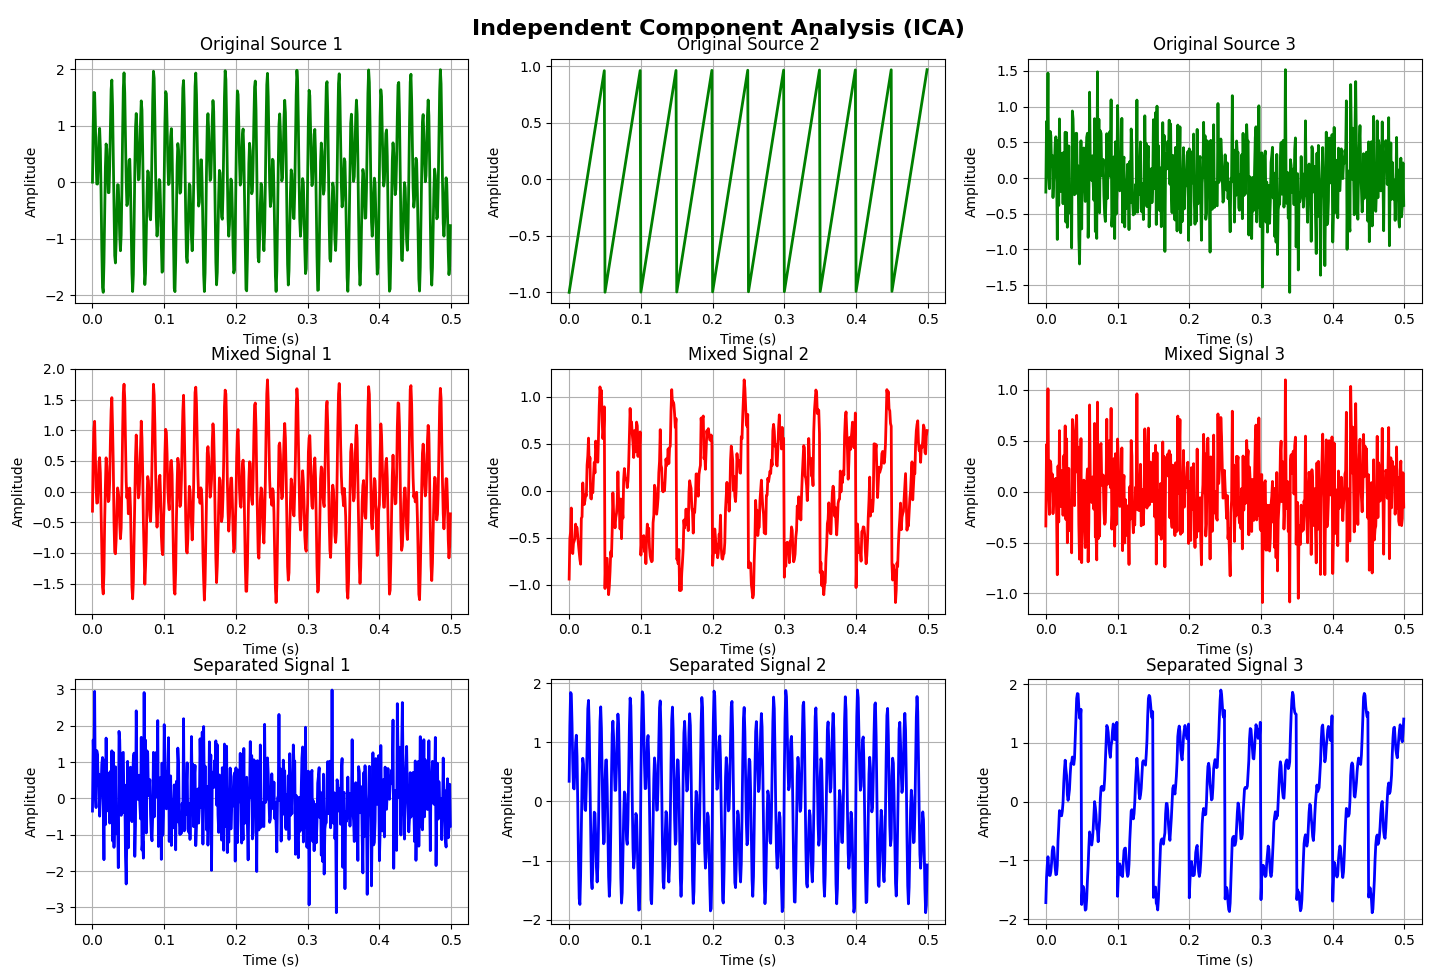 Independent Component Analysis (ICA)
Original Source 1
Original Source 2
Original Source 3
2
1
0
−1
−2
Amplitude
0.0 0.1 0.2 0.3 0.4 0.5
Time (s)
1.0
0.5
0.0
−0.5
−1.0
Amplitude
0.0 0.1 0.2 0.3 0.4 0.5
Time (s)
1.5
1.0
0.5
0.0
−0.5
−1.0
−1.5
Amplitude
0.0 0.1 0.2 0.3 0.4 0.5
Time (s)
Mixed Signal 1
Mixed Signal 2
Mixed Signal 3
2.0
1.5
1.0
0.5
0.0
−0.5
−1.0
−1.5
Amplitude
0.0 0.1 0.2 0.3 0.4 0.5
Time (s)
1.0
0.5
0.0
−0.5
−1.0
Amplitude
0.0 0.1 0.2 0.3 0.4 0.5
Time (s)
1.0
0.5
0.0
−0.5
−1.0
Amplitude
0.0 0.1 0.2 0.3 0.4 0.5
Time (s)
Separated Signal 1
Separated Signal 2
Separated Signal 3
3
2
1
0
−1
−2
−3
Amplitude
0.0 0.1 0.2 0.3 0.4 0.5
Time (s)
2
1
0
−1
−2
Amplitude
0.0 0.1 0.2 0.3 0.4 0.5
Time (s)
2
1
0
−1
−2
Amplitude
0.0 0.1 0.2 0.3 0.4 0.5
Time (s)